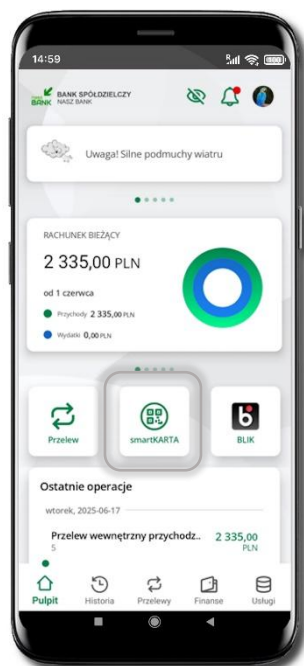 14:59
BANK SPÓŁDZIELCZY
NASZ BANK
Uwaga! Silne podmuchy wiatru
RACHUNEK BIEŻĄCY
2 335,00 PLN
od 1 czerwca
Przychody 2 335,00 PLN
Wydatki 0,00 PLN
Przelew
smartKARTA
BLIK
Ostatnie operacje
wtorek, 2025-06-17
Przelew wewnętrzny przychodz.. 2 335,00
S PLN
Pulpit Historia Przelewy Finanse Usługi